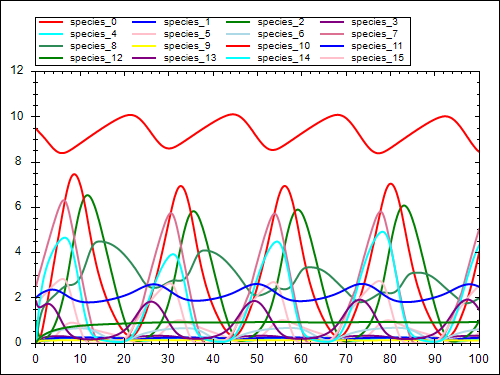 species_0 species_1 species_2 species_3
species_4 species_5 species_6 species_7
species_8 species_9 species_10 species_11
species_12 species_13 species_14 species_15
12
10
8
6
4
2
0
0 10 20 30 40 50 60 70 80 90 100